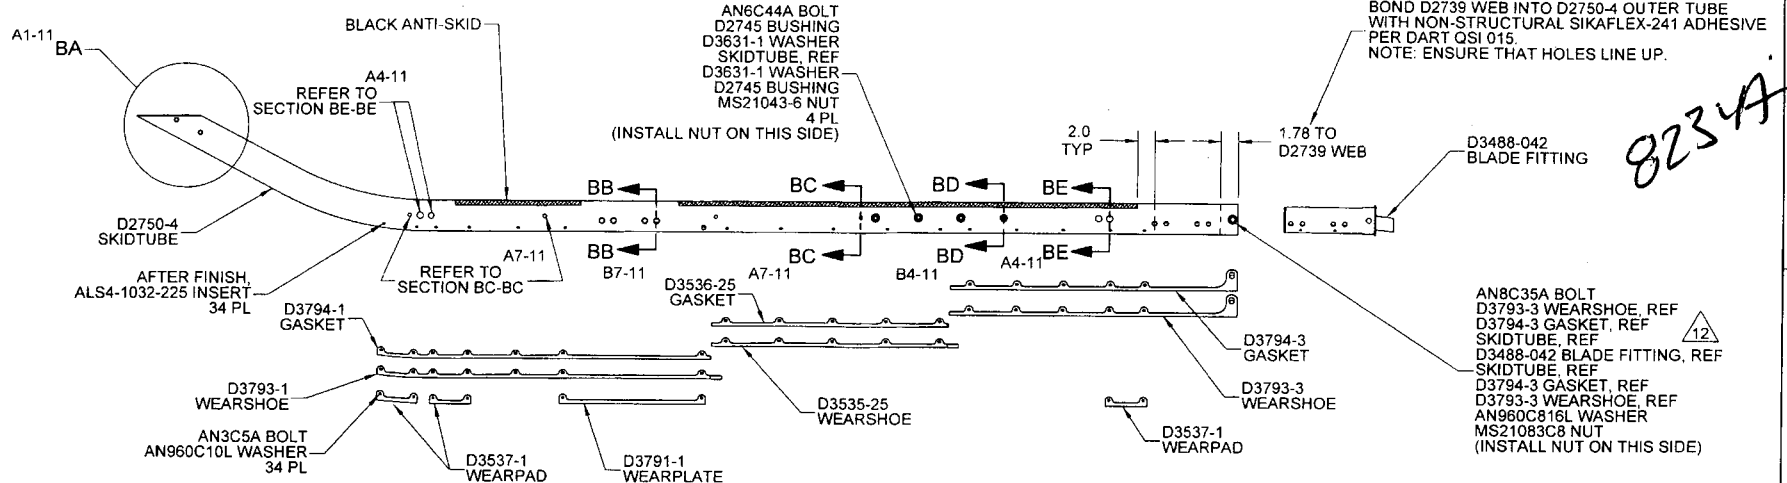 A1-11
BA
BLACK ANTI-SKID
A4-11
REFER TO
SECTION BE-BE
AN6C44A BOLT
D2745 BUSHING
D3631-1 WASHER
SKIDTUBE, REF
D3631-1 WASHER
D2745 BUSHING
MS21043-6 NUT
4 PL
(INSTALL NUT ON THIS SIDE)
BOND D2739 WEB INTO D2750-4 OUTER TUBE
WITH NON-STRUCTURAL SIKAFLEX-241 ADHESIVE
PER DART QSI 015.
NOTE: ENSURE THAT HOLES LINE UP.
8234A
2.0
TYP
1.78 TO
D2739 WEB
D3488-042
BLADE FITTING
BB
BC
BD
BE
D2750-4
SKIDTUBE
BB
BC
BD
BE
A7-11
B7-11
A7-11
B4-11
A4-11
REFER TO
SECTION BC-BC
AFTER FINISH,
ALS4-1032-225 INSERT
34 PL
D3794-1
GASKET
D3536-25
GASKET
D3794-3
GASKET
D3793-1
WEARSHOE
D3535-25
WEARSHOE
D3793-3
WEARSHOE
AN3C5A BOLT
AN960C10L WASHER
34 PL
D3537-1
WEARPAD
D3791-1
WEARPLATE
D3537-1
WEARPAD
AN8C35A BOLT
D3793-3 WEARSHOE, REF
D3794-3 GASKET, REF
SKIDTUBE, REF
12
D3488-042 BLADE FITTING, REF
SKIDTUBE, REF
D3794-3 GASKET, REF
D3793-3 WEARSHOE, REF
AN960C816L WASHER
MS21083C8 NUT
(INSTALL NUT ON THIS SIDE)